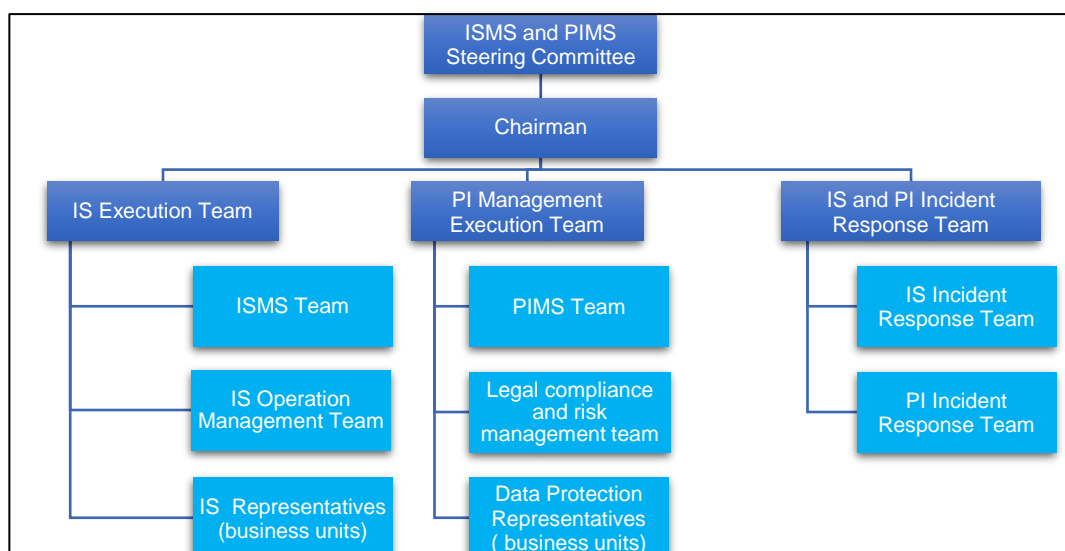 ISMS and PIMS
Steering Committee
Chairman
IS Execution Team
PI Management
Execution Team
IS and PI Incident
Response Team
ISMS Team
PIMS Team
IS Incident
Response Team
IS Operation
Management Team
Legal compliance
and risk
management team
PI Incident
Response Team
IS Representatives
(business units)
Data Protection
Representatives
( business units)